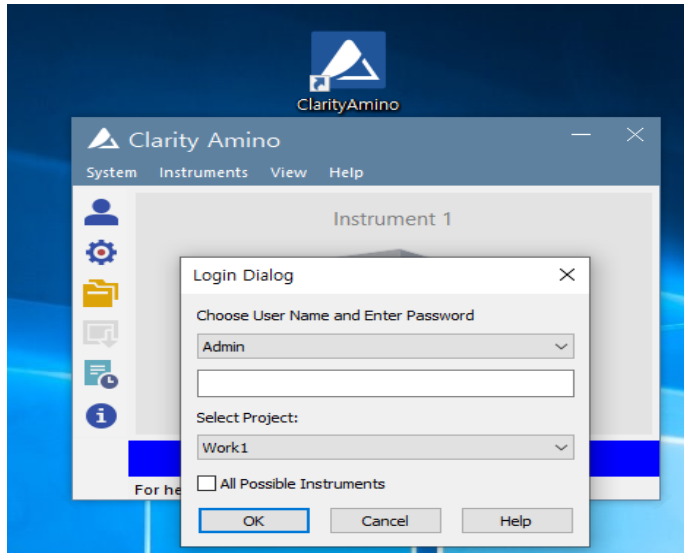 ClarityAmino
Clarity Amino
System Instruments View Help
Instrument 1
Login Dialog
Choose User Name and Enter Password
Admin
Select Project:
Work1
All Possible Instruments
For he
OK Cancel Help